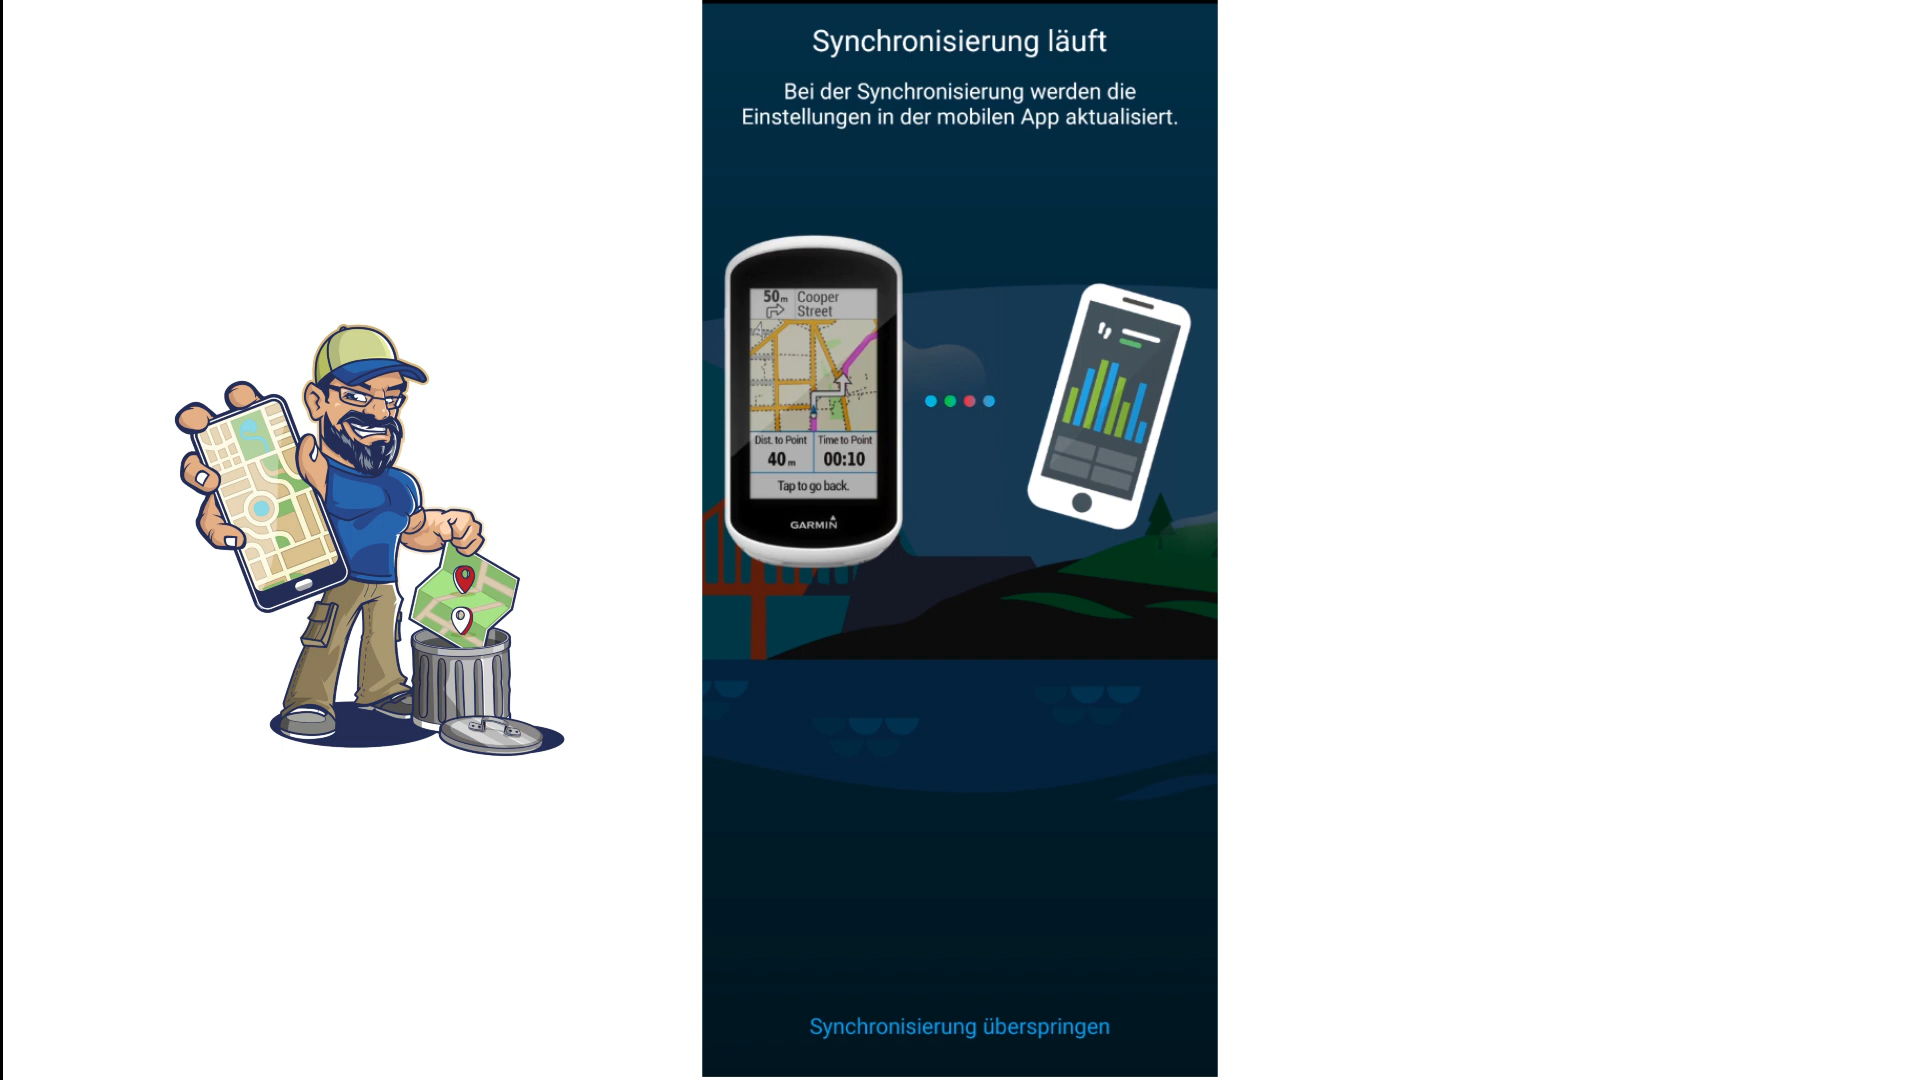 Synchronisierung läuft
Bei der Synchronisierung werden die
Einstellungen in der mobilen App aktualisiert.
50m Cooper
Street
Dist. to Point Time to Point
40m 00:10
Tap to go back.
GARMIN
Synchronisierung überspringen